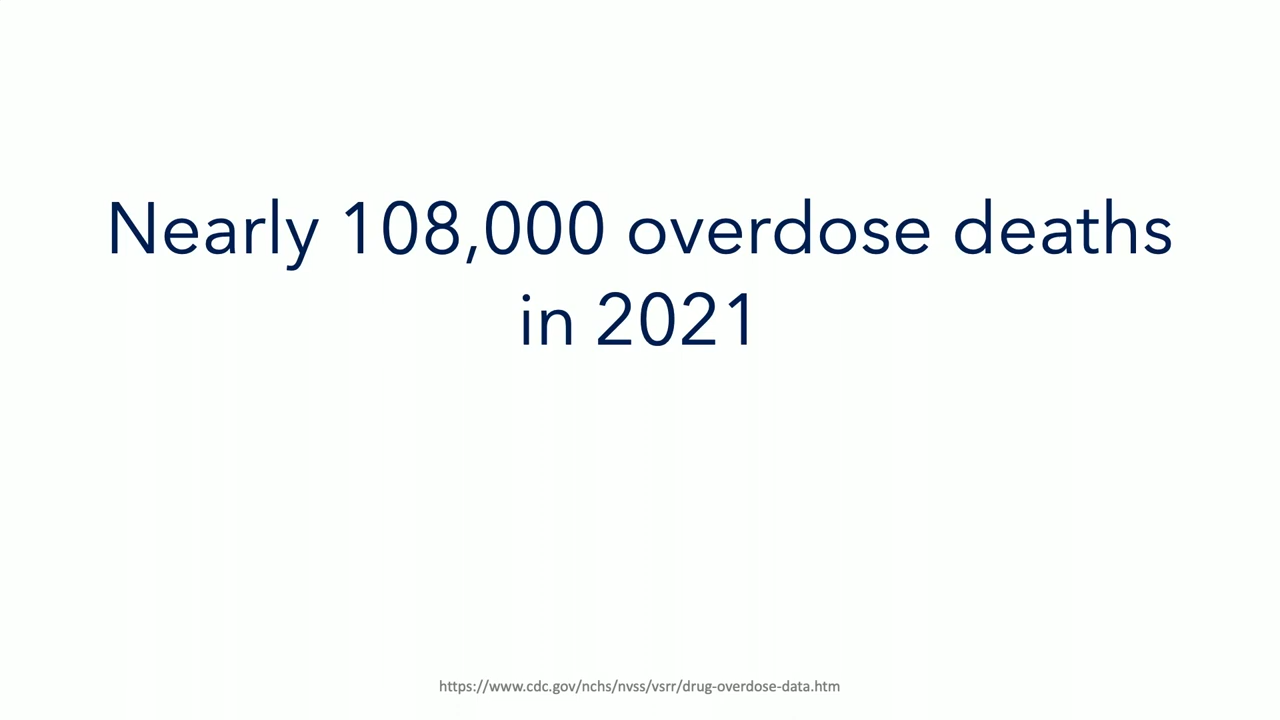 Nearly 108,000 overdose deaths
in 2021
https://www.cdc.gov/nchs/nvss/vsrr/drug-overdose-data.htm